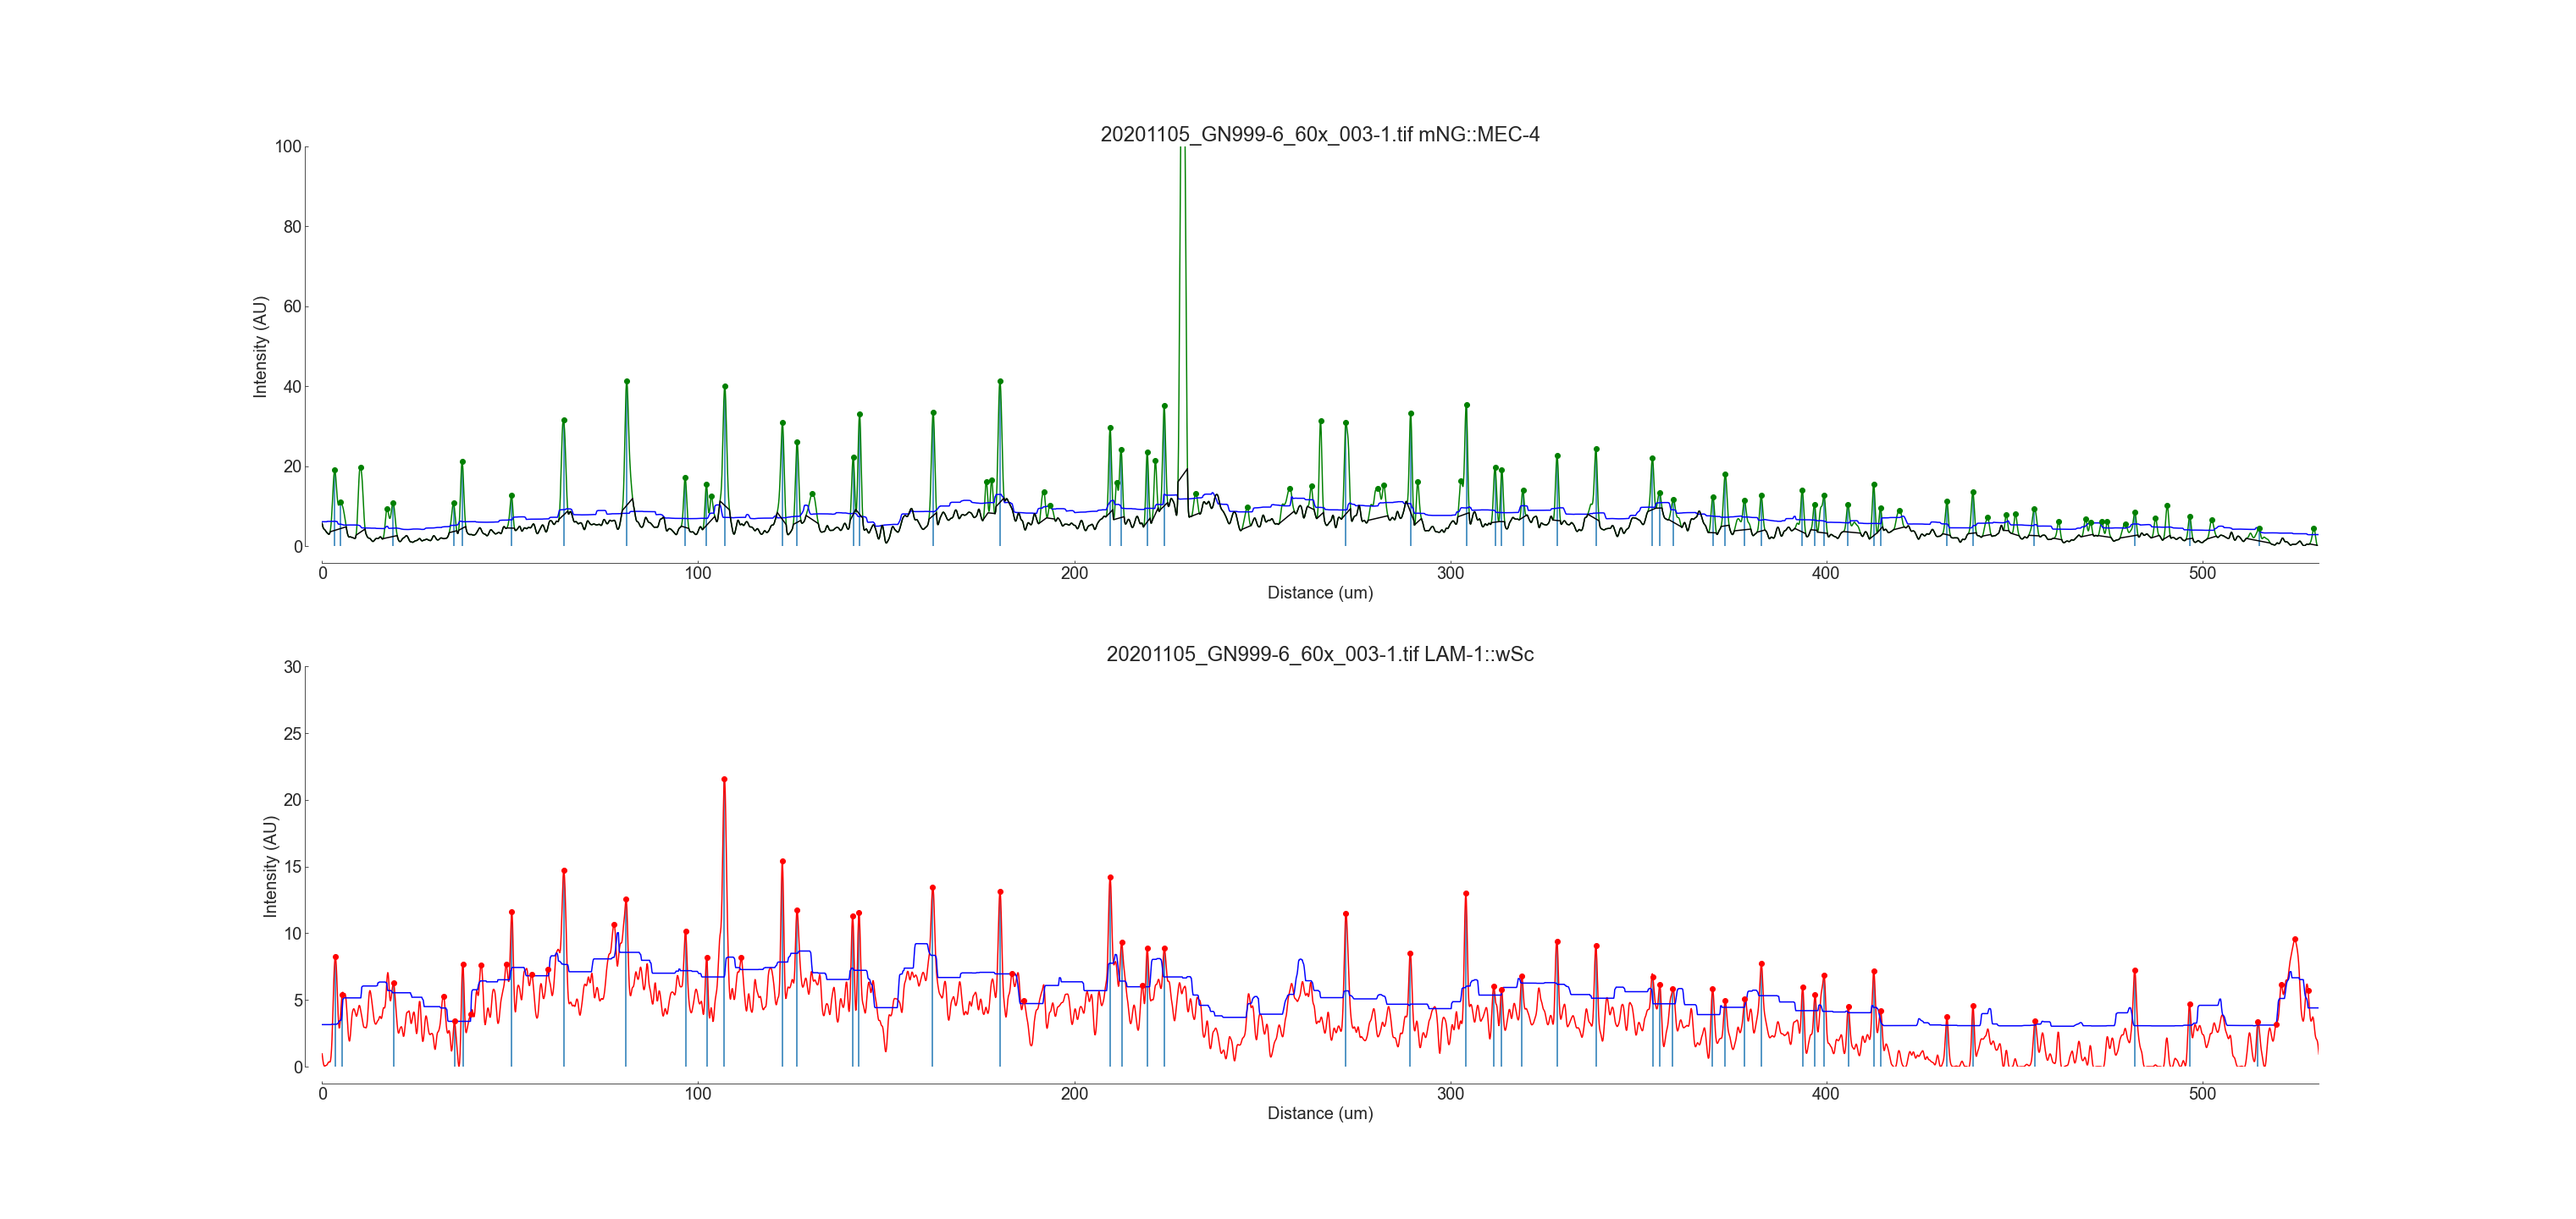 20201105_GN999-6_60x_003-1.tif mNG::MEC-4
100
80
60
40
20
0
Intensity (AU)
0 100 200 300 400 500
Distance (um)
20201105_GN999-6_60x_003-1.tif LAM-1::wSc
30
25
20
15
10
5
0
Intensity (AU)
0 100 200 300 400 500
Distance (um)